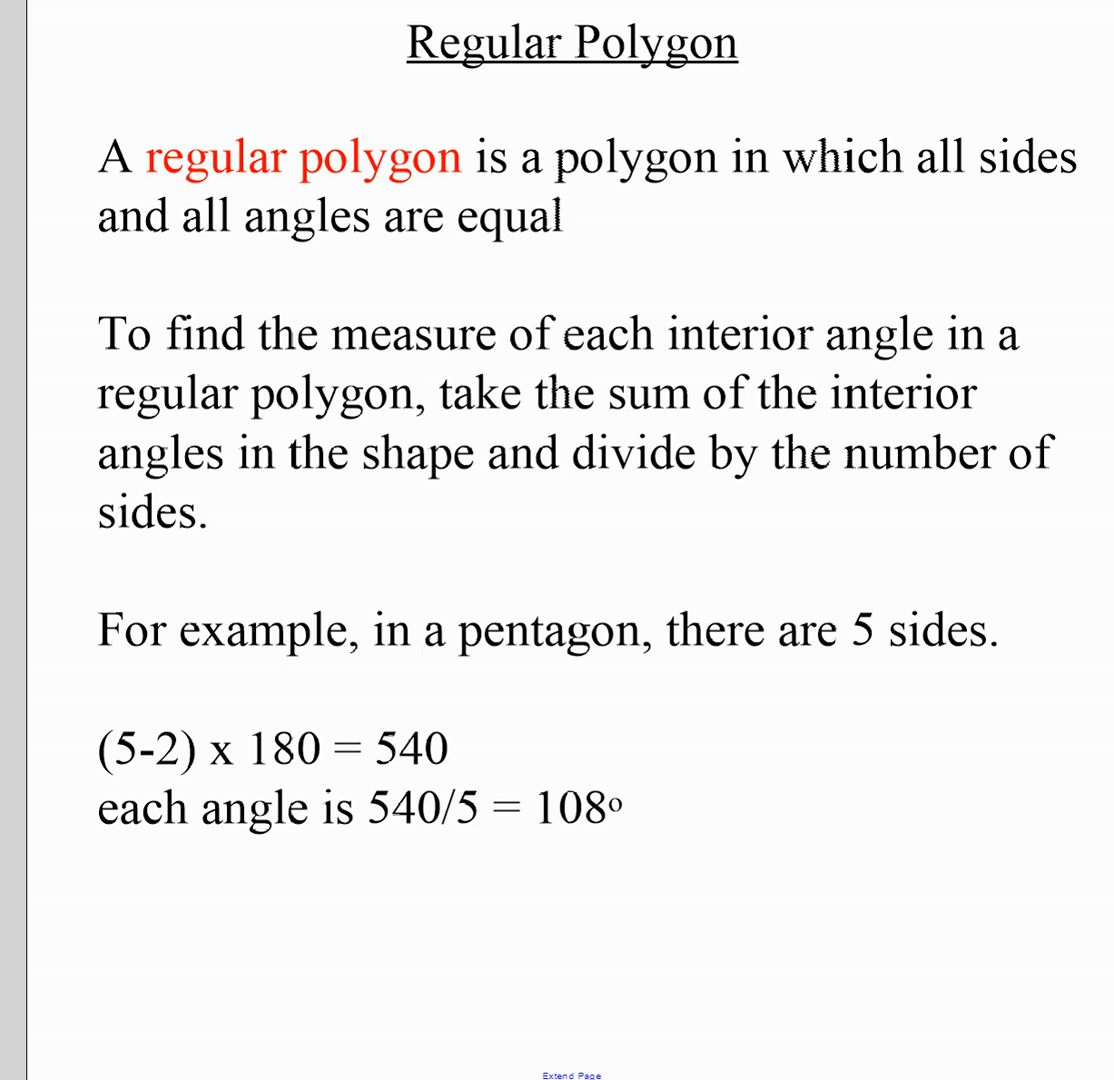 Regular Polygon
A regular polygon is a polygon in which all sides
and all angles are equal
To find the measure of each interior angle in a
regular polygon, take the sum of the interior
angles in the shape and divide by the number of
sides.
For example, in a pentagon, there are 5 sides.
(5-2) x 180 = 540
each angle is 540/5 = 108º
Extend Page